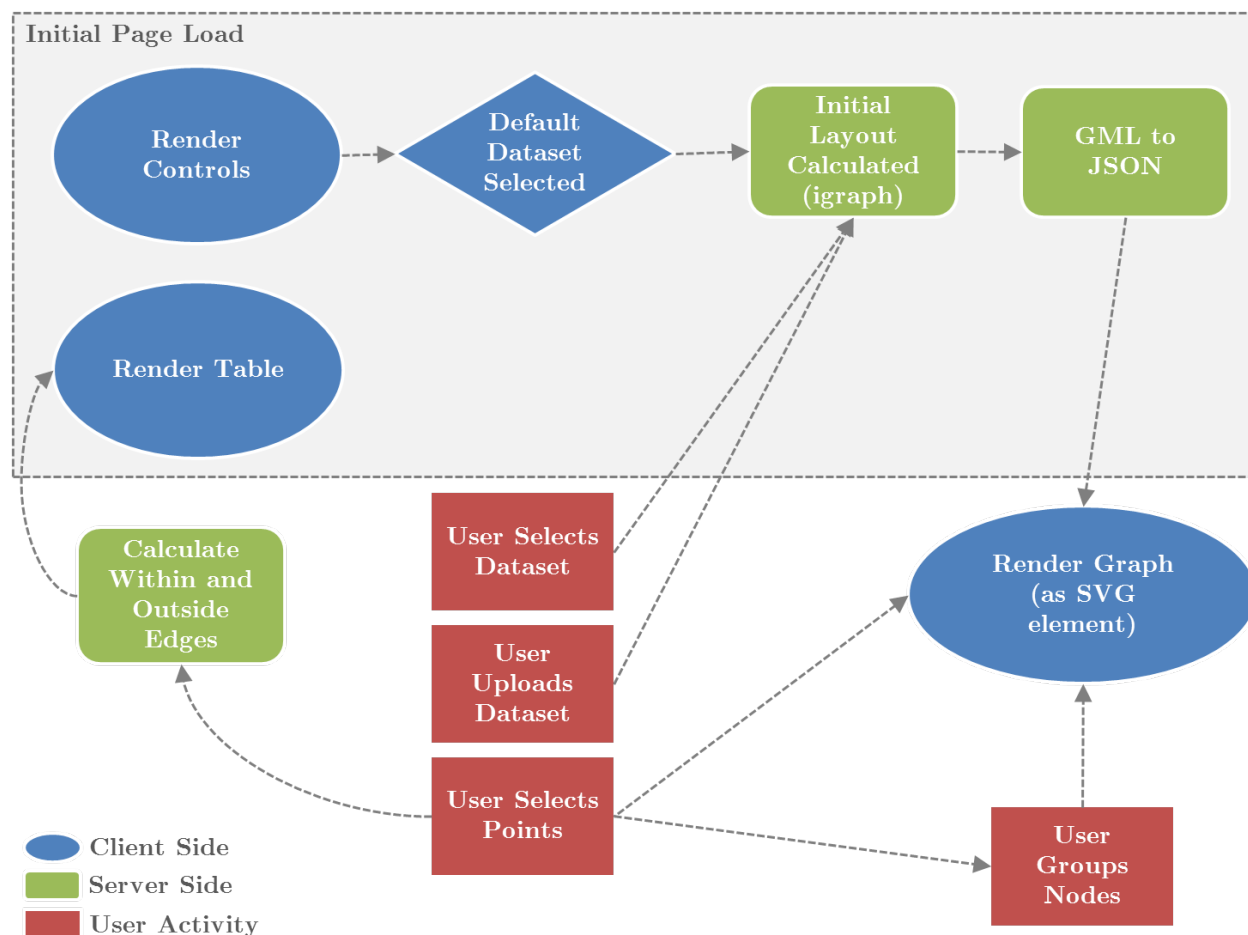 Initial Page Load
Render
Controls
Default
Dataset
Selected
Initial
Layout
Calculated
(igraph)
GML to
JSON
Render Table
Calculate
Within and
Outside
Edges
User Selects
Dataset
User
Uploads
Dataset
User Selects
Points
Render Graph
(as SVG
element)
User
Groups
Nodes
Client Side
Server Side
User Activity